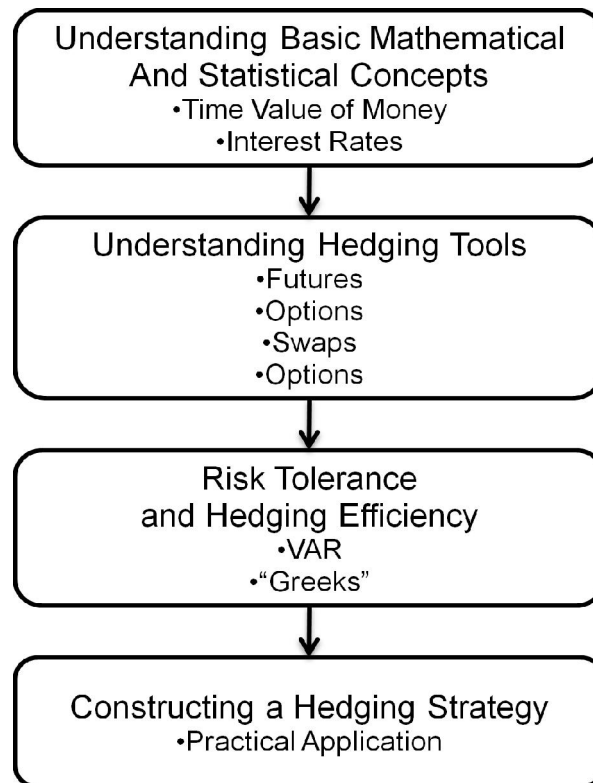 Understanding Basic Mathematical
And Statistical Concepts
•Time Value of Money
•Interest Rates
Understanding Hedging Tools
•Futures
•Options
•Swaps
•Options
Risk Tolerance
and Hedging Efficiency
•VAR
•“Greeks”
Constructing a Hedging Strategy
•Practical Application